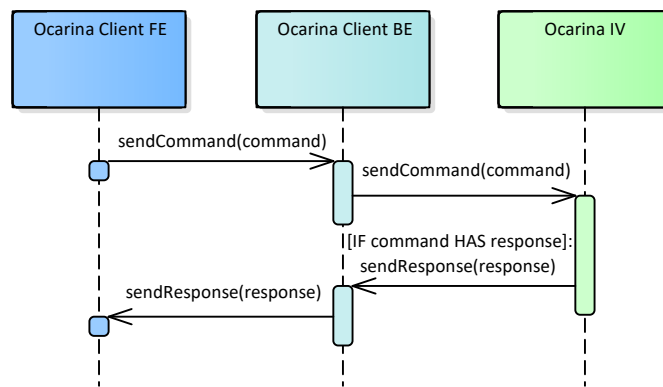 Ocarina Client FE
Ocarina Client BE
Ocarina IV
sendCommand(command)
sendCommand(command)
[IF command HAS response]:
sendResponse(response)
sendResponse(response)